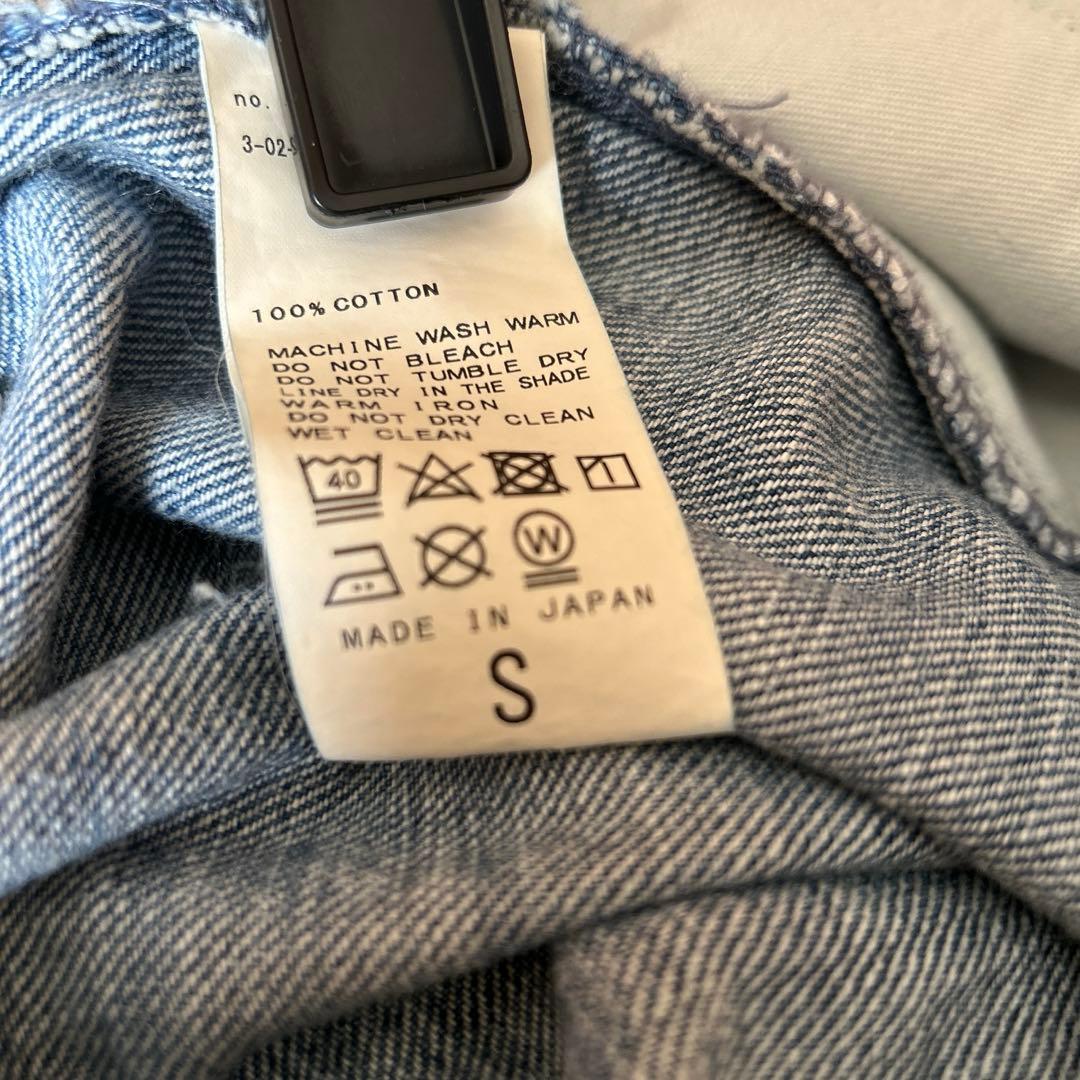 no.
3-02-
100% COTTON
MACHINE WASH WARM
DO NOT BLEACH
DO NOT TUMBLE DRY
LINE DRY IN THE SHADE
WARM IRON
DO NOT DRY CLEAN
WET CLEAN
40
W
MADE IN JAPAN
S